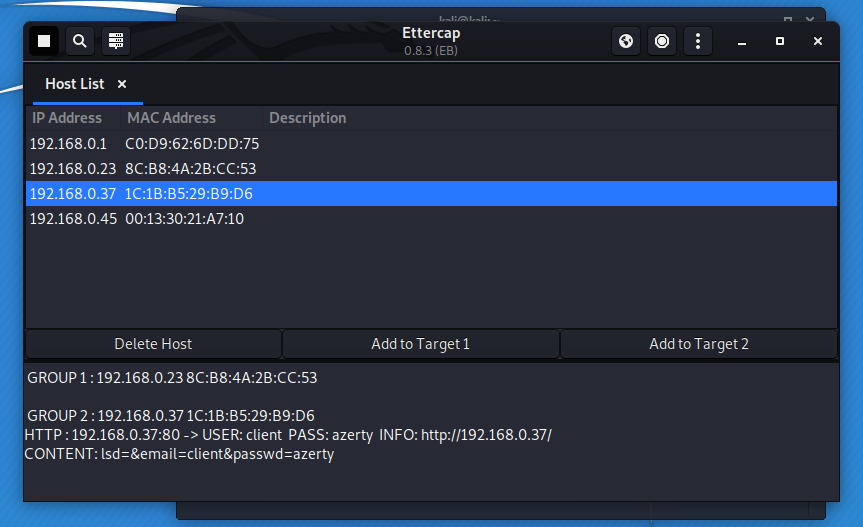 kali@kali: ~
Ettercap
0.8.3 (EB)
Host List
IP Address MAC Address Description
192.168.0.1 C0:D9:62:6D:DD:75
192.168.0.23 8C:B8:4A:2B:CC:53
192.168.0.37 1C:1B:B5:29:B9:D6
192.168.0.45 00:13:30:21:A7:10
Delete Host Add to Target 1 Add to Target 2
GROUP 1 : 192.168.0.23 8C:B8:4A:2B:CC:53
GROUP 2 : 192.168.0.37 1C:1B:B5:29:B9:D6
HTTP : 192.168.0.37:80 -> USER: client PASS: azerty INFO: http://192.168.0.37/
CONTENT: lsd=&email=client&passwd=azerty